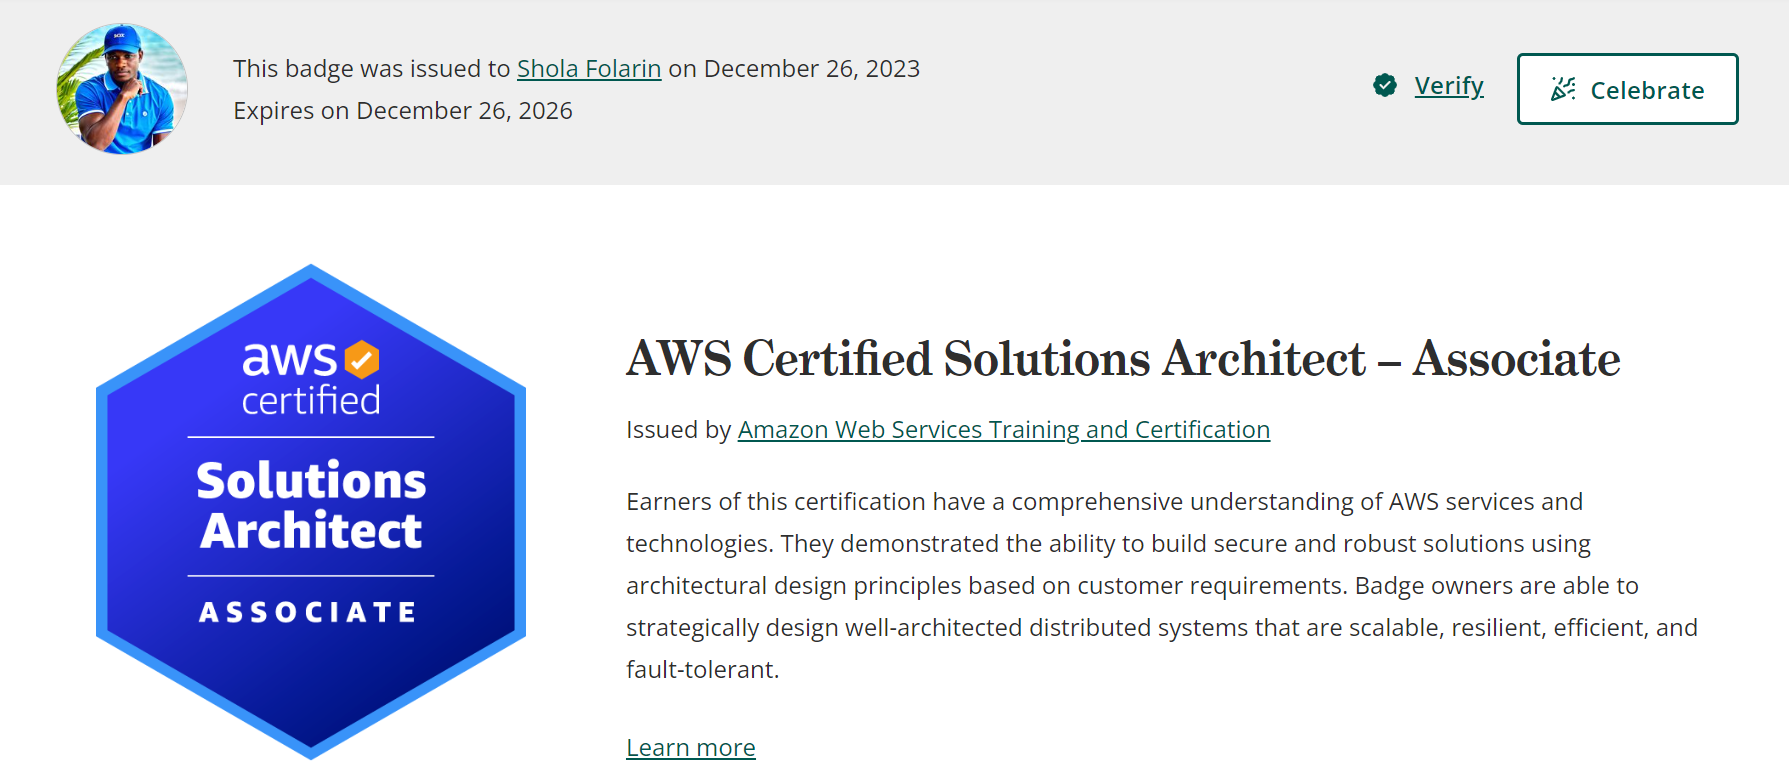 This badge was issued to Shola Folarin on December 26, 2023
Expires on December 26, 2026
Verify
Celebrate
SOX
aws
certified
Solutions
Architect
ASSOCIATE
AWS Certified Solutions Architect – Associate
Issued by Amazon Web Services Training and Certification
Earners of this certification have a comprehensive understanding of AWS services and
technologies. They demonstrated the ability to build secure and robust solutions using
architectural design principles based on customer requirements. Badge owners are able to
strategically design well-architected distributed systems that are scalable, resilient, efficient, and
fault-tolerant.
Learn more